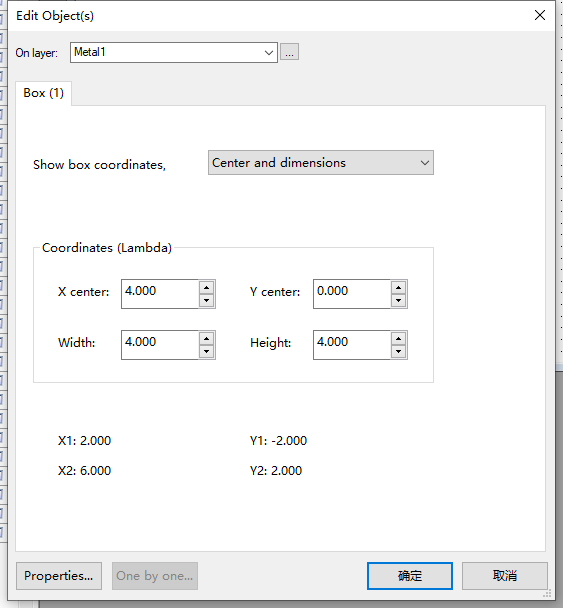 Edit Object(s)
On layer: Metal1 ...
Box (1)
Show box coordinates, Center and dimensions
Coordinates (Lambda)
X center: 4.000 Y center: 0.000
Width: 4.000 Height: 4.000
X1: 2.000 Y1: -2.000
X2: 6.000 Y2: 2.000
Properties... One by one... 确定 取消